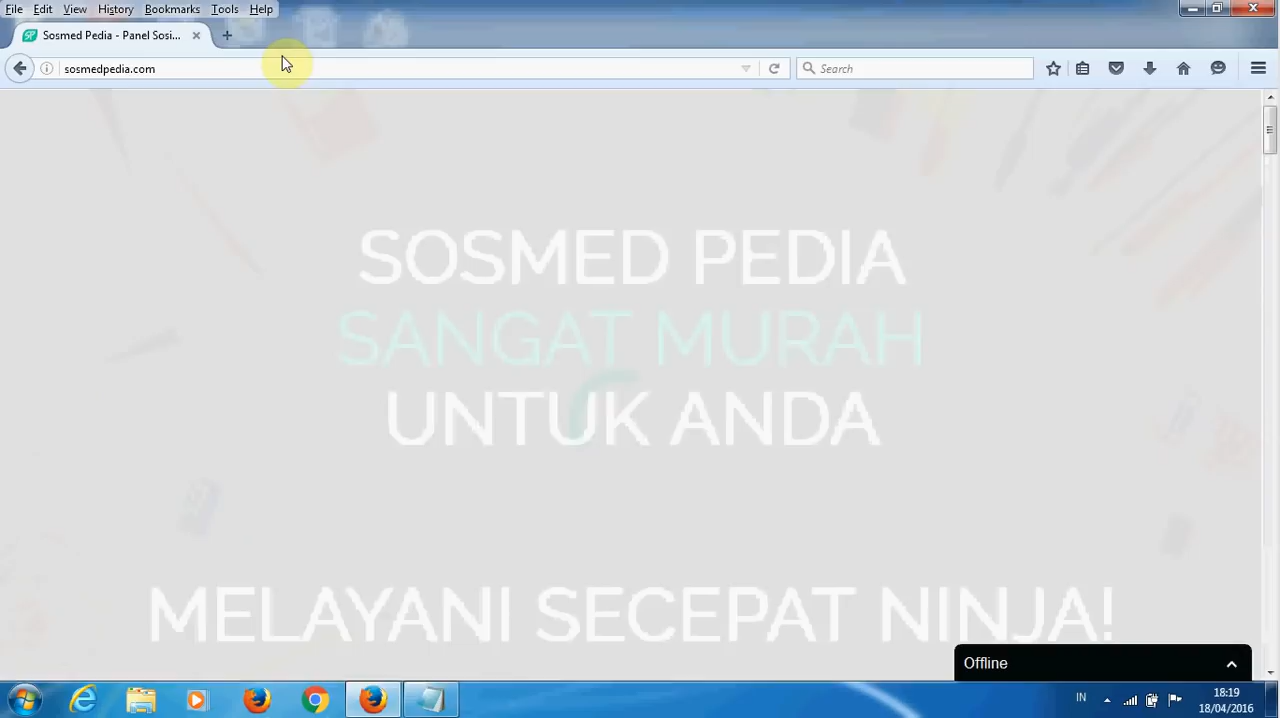 File Edit View History Bookmarks Tools Help
Sosmed Pedia - Panel Sosi...
sosmedpedia.com
Search
SOSMED PEDIA
SANGAT MURAH
UNTUK ANDA
MELAYANI SECEPAT NINJA!
Offline
IN
18:19
18/04/2016